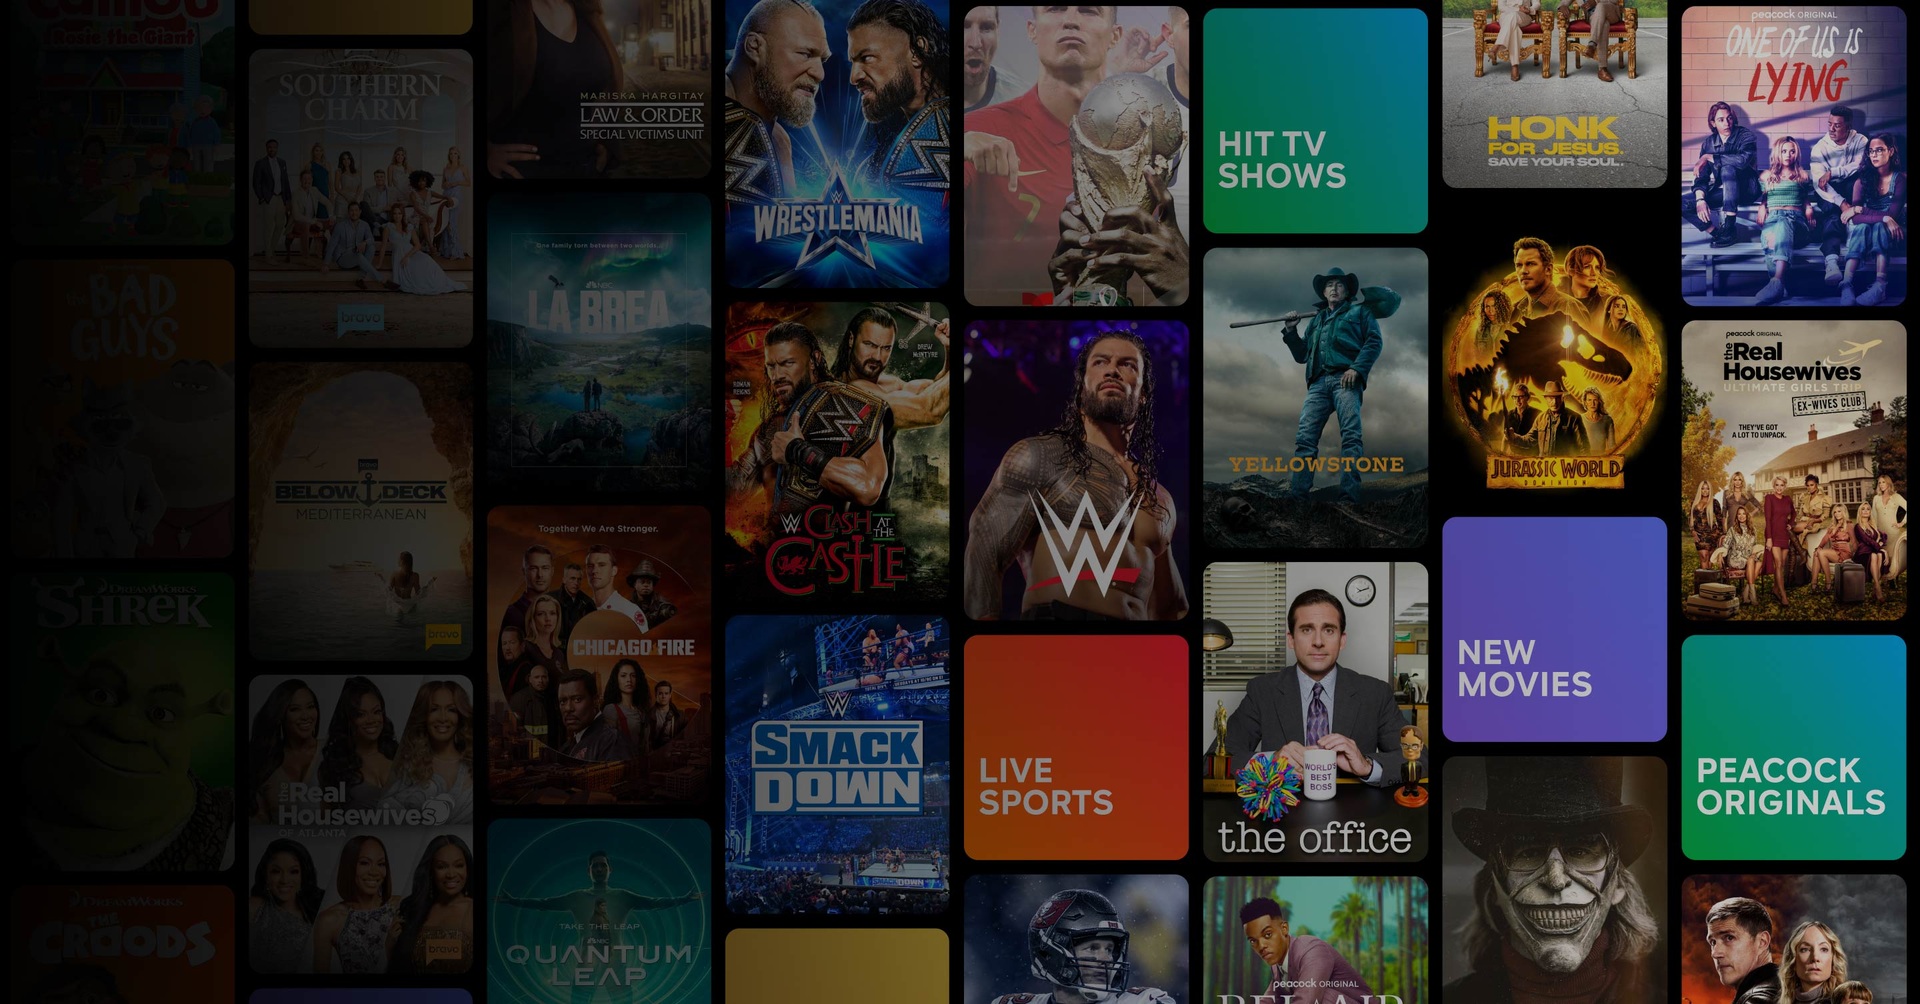 Rosie the Giant
The
BAD
GUYS
DREAMWORKS
SHREK
DREAMWORKS
THE
CROODS
SOUTHERN
CHARM
bravo
BELOW DECK
MEDITERRANEAN
bravo
the Real
Housewives
OF ATLANTA
bravo
MARISKA HARGITAY
LAW & ORDER
SPECIAL VICTIMS UNIT
One family torn between two worlds.
NBC
LA BREA
Together We Are Stronger.
CHICAGO FIRE
TAKE THE LEAP
NBC
QUANTUM
LEAP
WRESTLEMANIA
ROMAN
REIGNS
DREW
MCINTYRE
W CLASH AT THE
CASTLE
W
SMACK
DOWN
SMACKDOWN
7
W
LIVE
SPORTS
HIT TV
SHOWS
YELLOWSTONE
WORLD'S
BEST
BOSS
the office
peacock ORIGINAL
BEL-AIR
HONK
FOR JESUS.
SAVE YOUR SOUL.
JURASSIC WORLD
DOMINION
NEW
MOVIES
peacock ORIGINAL
ONE OF US IS
LYING
peacock ORIGINAL
the Real
Housewives
ULTIMATE GIRLS TRIP
EX-WIVES CLUB
THEY'VE GOT
A LOT TO UNPACK.
PEACOCK
ORIGINALS